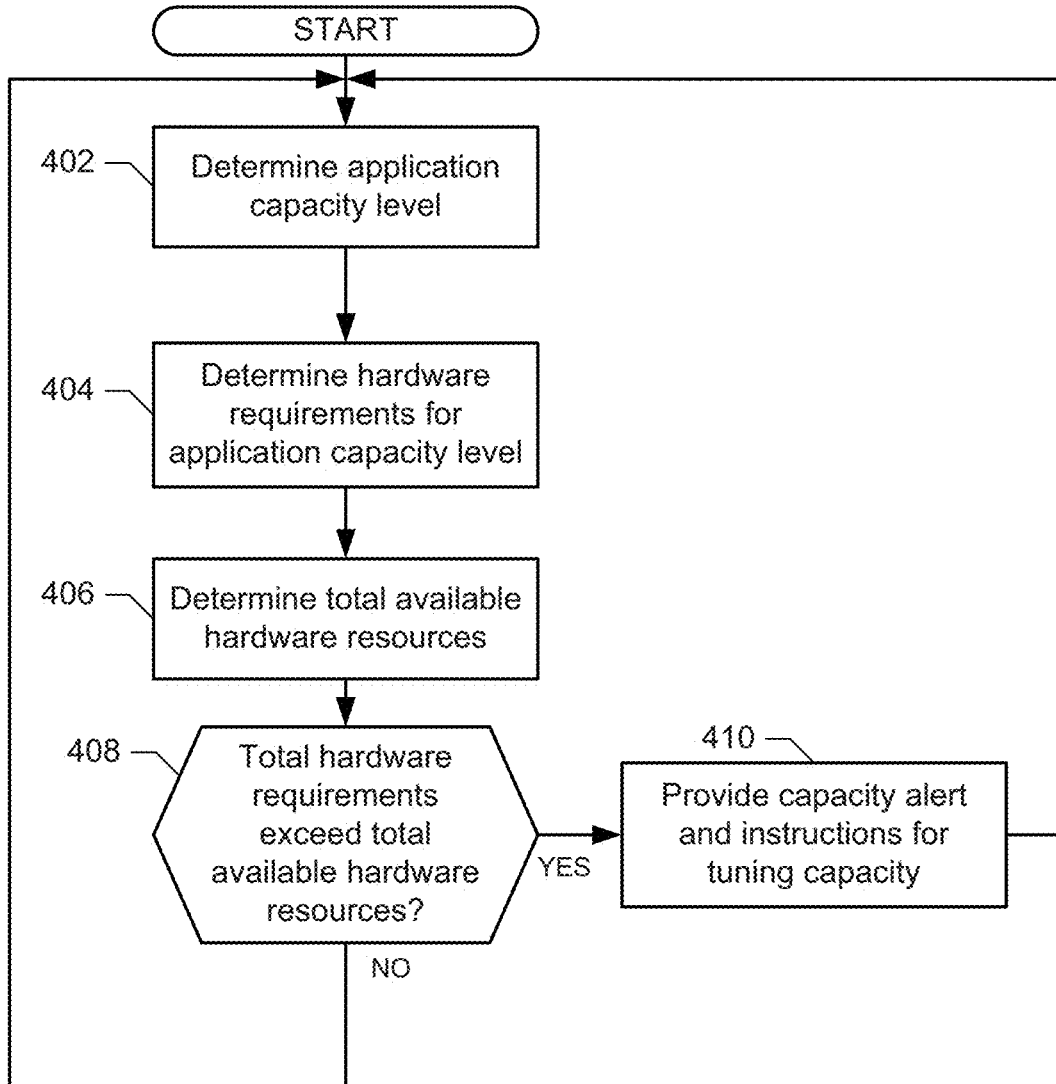 START
402
Determine application
capacity level
404
Determine hardware
requirements for
application capacity level
406
Determine total available
hardware resources
408
Total hardware
requirements
exceed total
available hardware
resources?
YES
410
Provide capacity alert
and instructions for
tuning capacity
NO